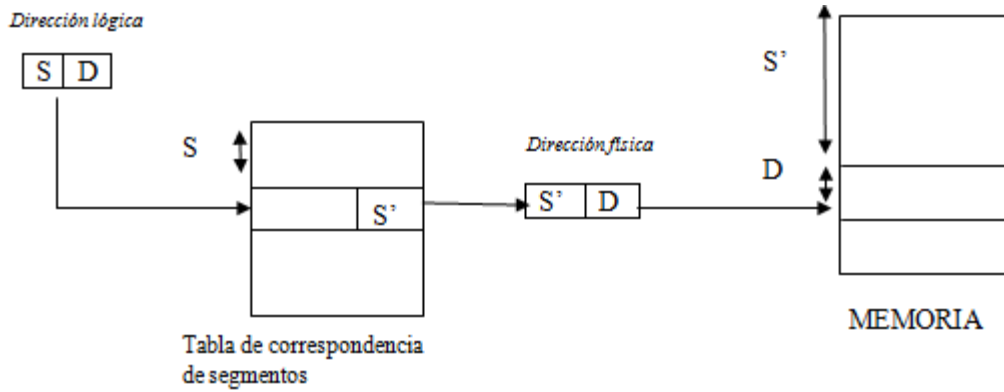 Dirección lógica
S D
S
S'
Tabla de correspondencia
de segmentos
Dirección física
S' D
S'
D
MEMORIA